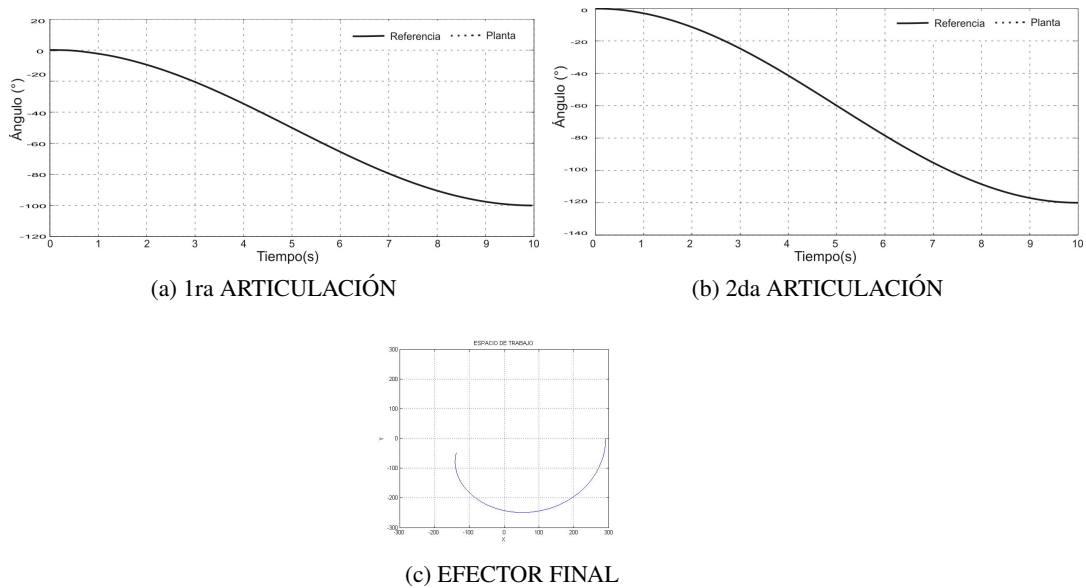 20
0
-20
-40
-60
-80
-100
-120
Ángulo (°)
Referencia Planta
0 1 2 3 4 5 6 7 8 9 10
Tiempo(s)
(a) 1ra ARTICULACIÓN
0
-20
-40
-60
-80
-100
-120
-140
Ángulo (°)
Referencia Planta
0 1 2 3 4 5 6 7 8 9 10
Tiempo(s)
(b) 2da ARTICULACIÓN
ESPACIO DE TRABAJO
300
200
100
0
-100
-200
-300
Y
-300 -200 -100 0 100 200 300
X
(c) EFECTOR FINAL